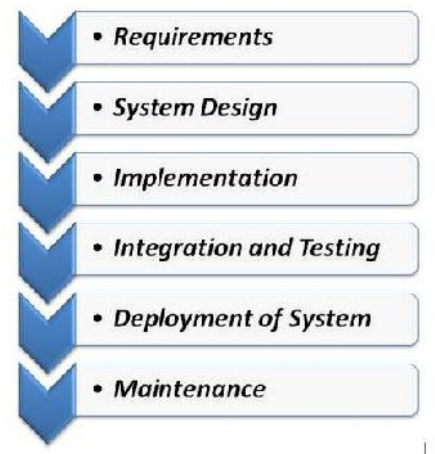 • Requirements
• System Design
• Implementation
• Integration and Testing
• Deployment of System
• Maintenance